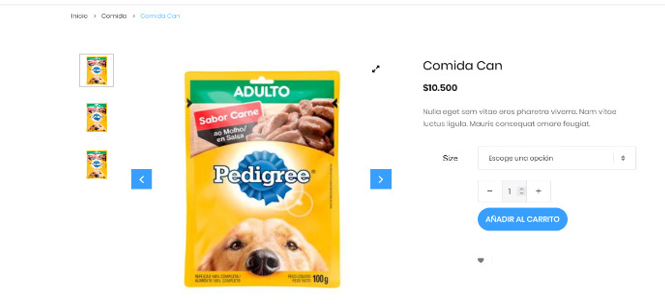 Inicio > Comida > Comida Can
Comida Can
$10.500
Nulla eget sem vitae eros pharetra viverra. Nam vitae
luctus ligula. Mauris consequat ornare feugiat.
Size
Escoge una opción
- 1 +
AÑADIR AL CARRITO
ADULTO
Sabor Carne
ao Molho/
en Salsa
Pedigree
100g